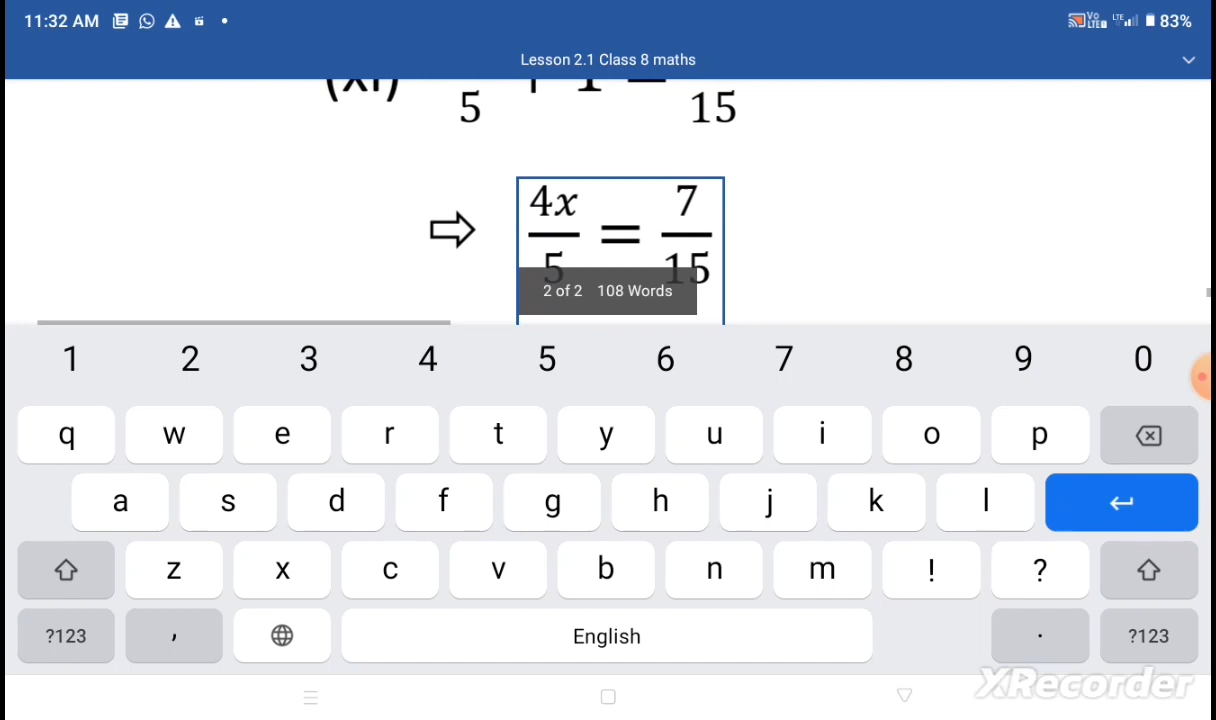 11:32 AM 83%
Lesson 2.1 Class 8 maths
(xi) /5 + 1 = /15
⇨ 4x/5 = 7/15
2 of 2 108 Words
1 2 3 4 5 6 7 8 9 0
q w e r t y u i o p
a s d f g h j k l
z x c v b n m ! ?
?123 , English . ?123
XRecorder